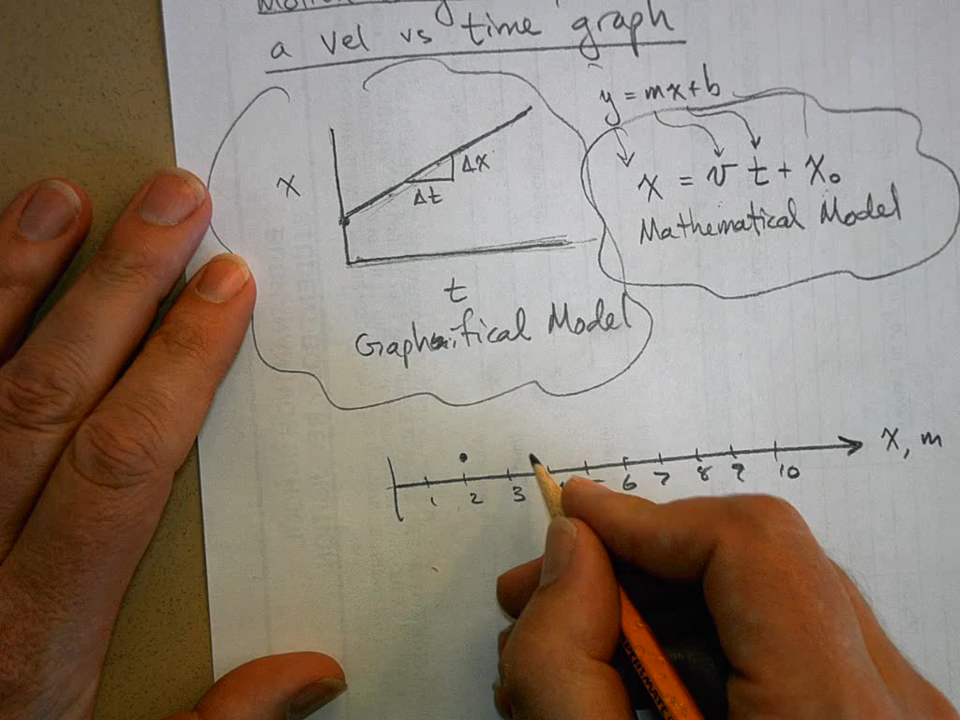 a vel vs time graph
y = mx+b
x
Δx
Δt
x = v t + x₀
Mathematical Model
t
Graphical Model
1 2 3 6 7 8 9 10
x, m